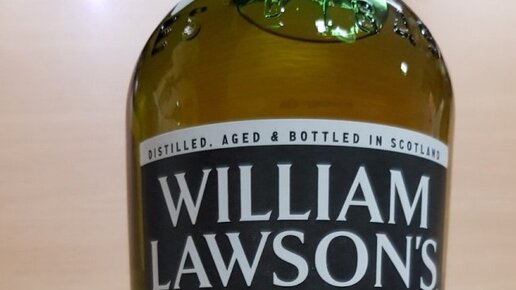 DISTILLED, AGED & BOTTLED IN SCOTLAND
WILLIAM
LAWSON'S